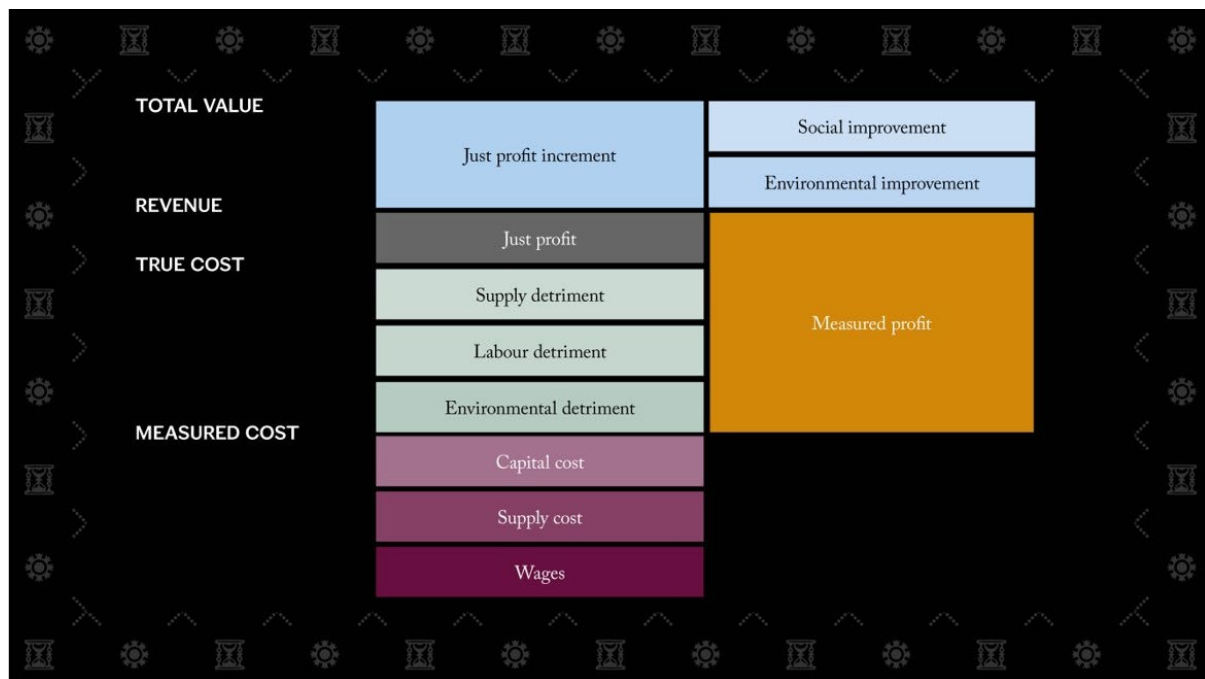 TOTAL VALUE
Just profit increment
Social improvement
Environmental improvement
REVENUE
Just profit
TRUE COST
Supply detriment
Measured profit
Labour detriment
Environmental detriment
MEASURED COST
Capital cost
Supply cost
Wages